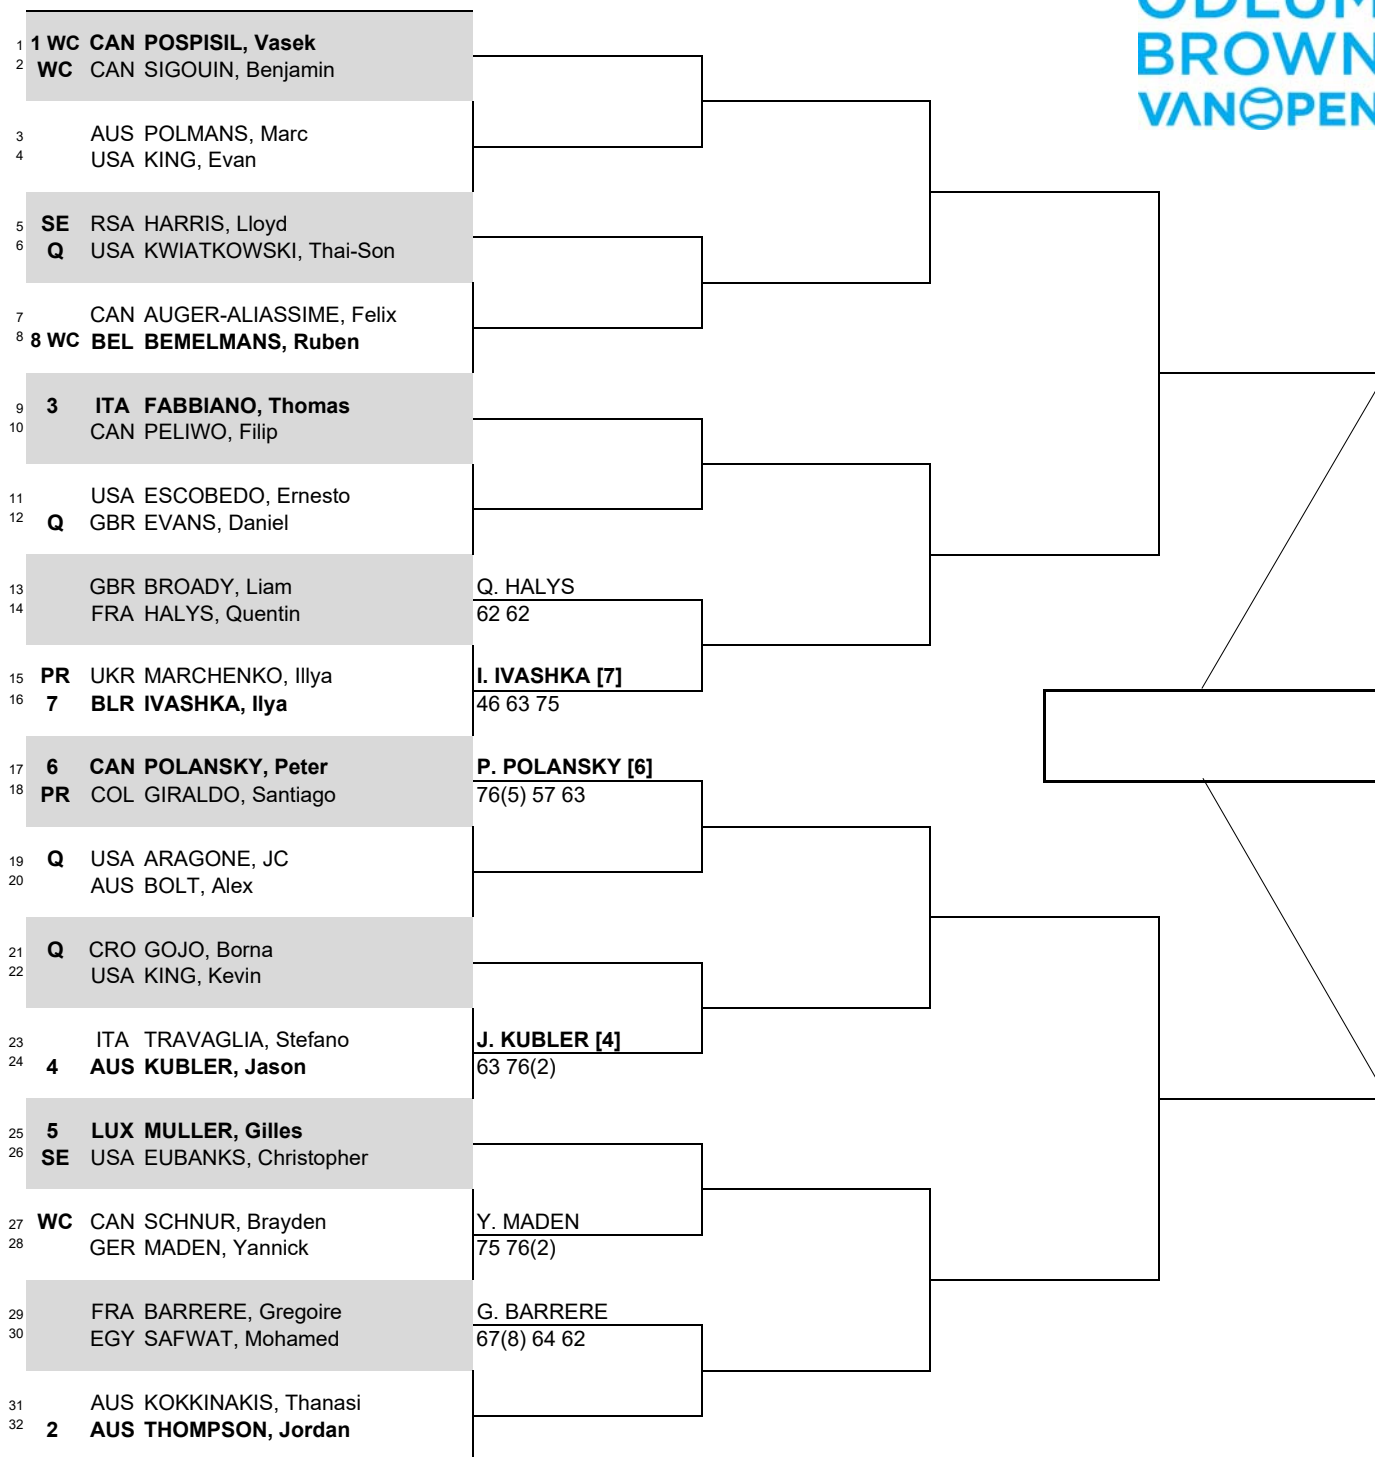 ODLUM
BROWN
VANOPEN
1 1 WC CAN POSPISIL, Vasek
2 WC CAN SIGOUIN, Benjamin
3 AUS POLMANS, Marc
4 USA KING, Evan
5 SE RSA HARRIS, Lloyd
6 Q USA KWIATKOWSKI, Thai-Son
7 CAN AUGER-ALIASSIME, Felix
8 8 WC BEL BEMELMANS, Ruben
9 3 ITA FABBIANO, Thomas
10 CAN PELIWO, Filip
11 USA ESCOBEDO, Ernesto
12 Q GBR EVANS, Daniel
13 GBR BROADY, Liam Q. HALYS
14 FRA HALYS, Quentin 62 62
15 PR UKR MARCHENKO, Illya I. IVASHKA [7]
16 7 BLR IVASHKA, Ilya 46 63 75
17 6 CAN POLANSKY, Peter P. POLANSKY [6]
18 PR COL GIRALDO, Santiago 76(5) 57 63
19 Q USA ARAGONE, JC
20 AUS BOLT, Alex
21 Q CRO GOJO, Borna
22 USA KING, Kevin
23 ITA TRAVAGLIA, Stefano J. KUBLER [4]
24 4 AUS KUBLER, Jason 63 76(2)
25 5 LUX MULLER, Gilles
26 SE USA EUBANKS, Christopher
27 WC CAN SCHNUR, Brayden Y. MADEN
28 GER MADEN, Yannick 75 76(2)
29 FRA BARRERE, Gregoire G. BARRERE
30 EGY SAFWAT, Mohamed 67(8) 64 62
31 AUS KOKKINAKIS, Thanasi
32 2 AUS THOMPSON, Jordan